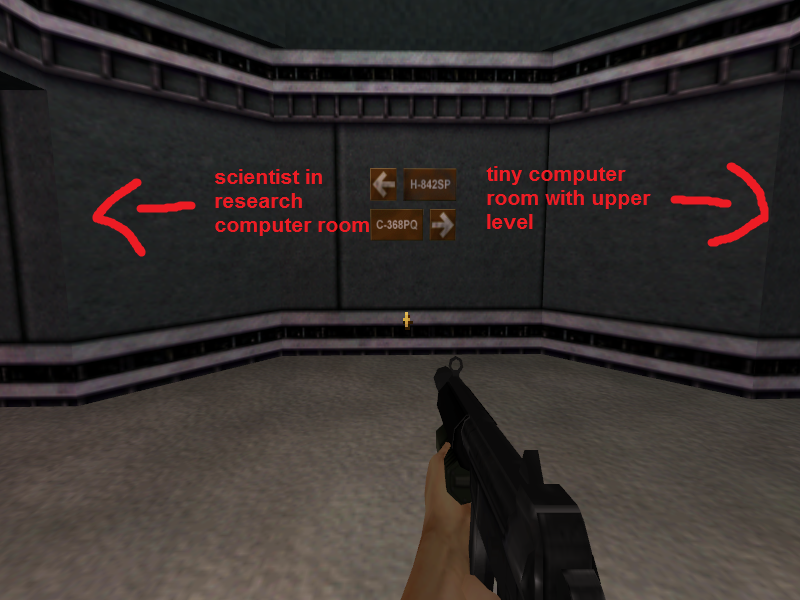 scientist in
research
computer room
H-842SP
C-368PQ
tiny computer
room with upper
level